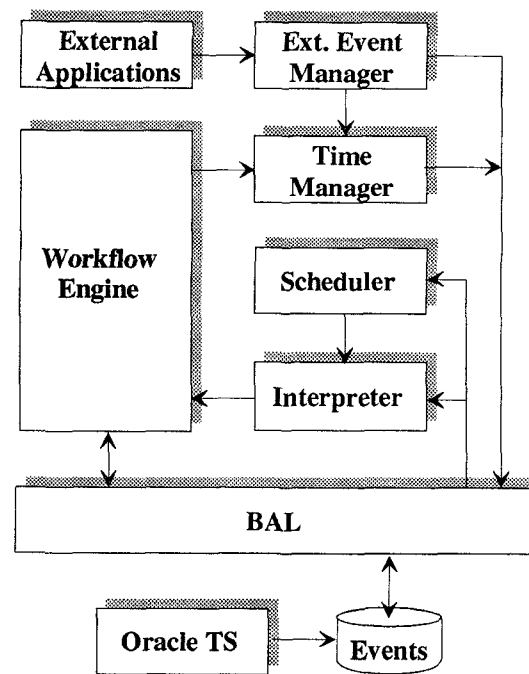 External
Applications
Ext. Event
Manager
Time
Manager
Workflow
Engine
Scheduler
Interpreter
BAL
Oracle TS
Events